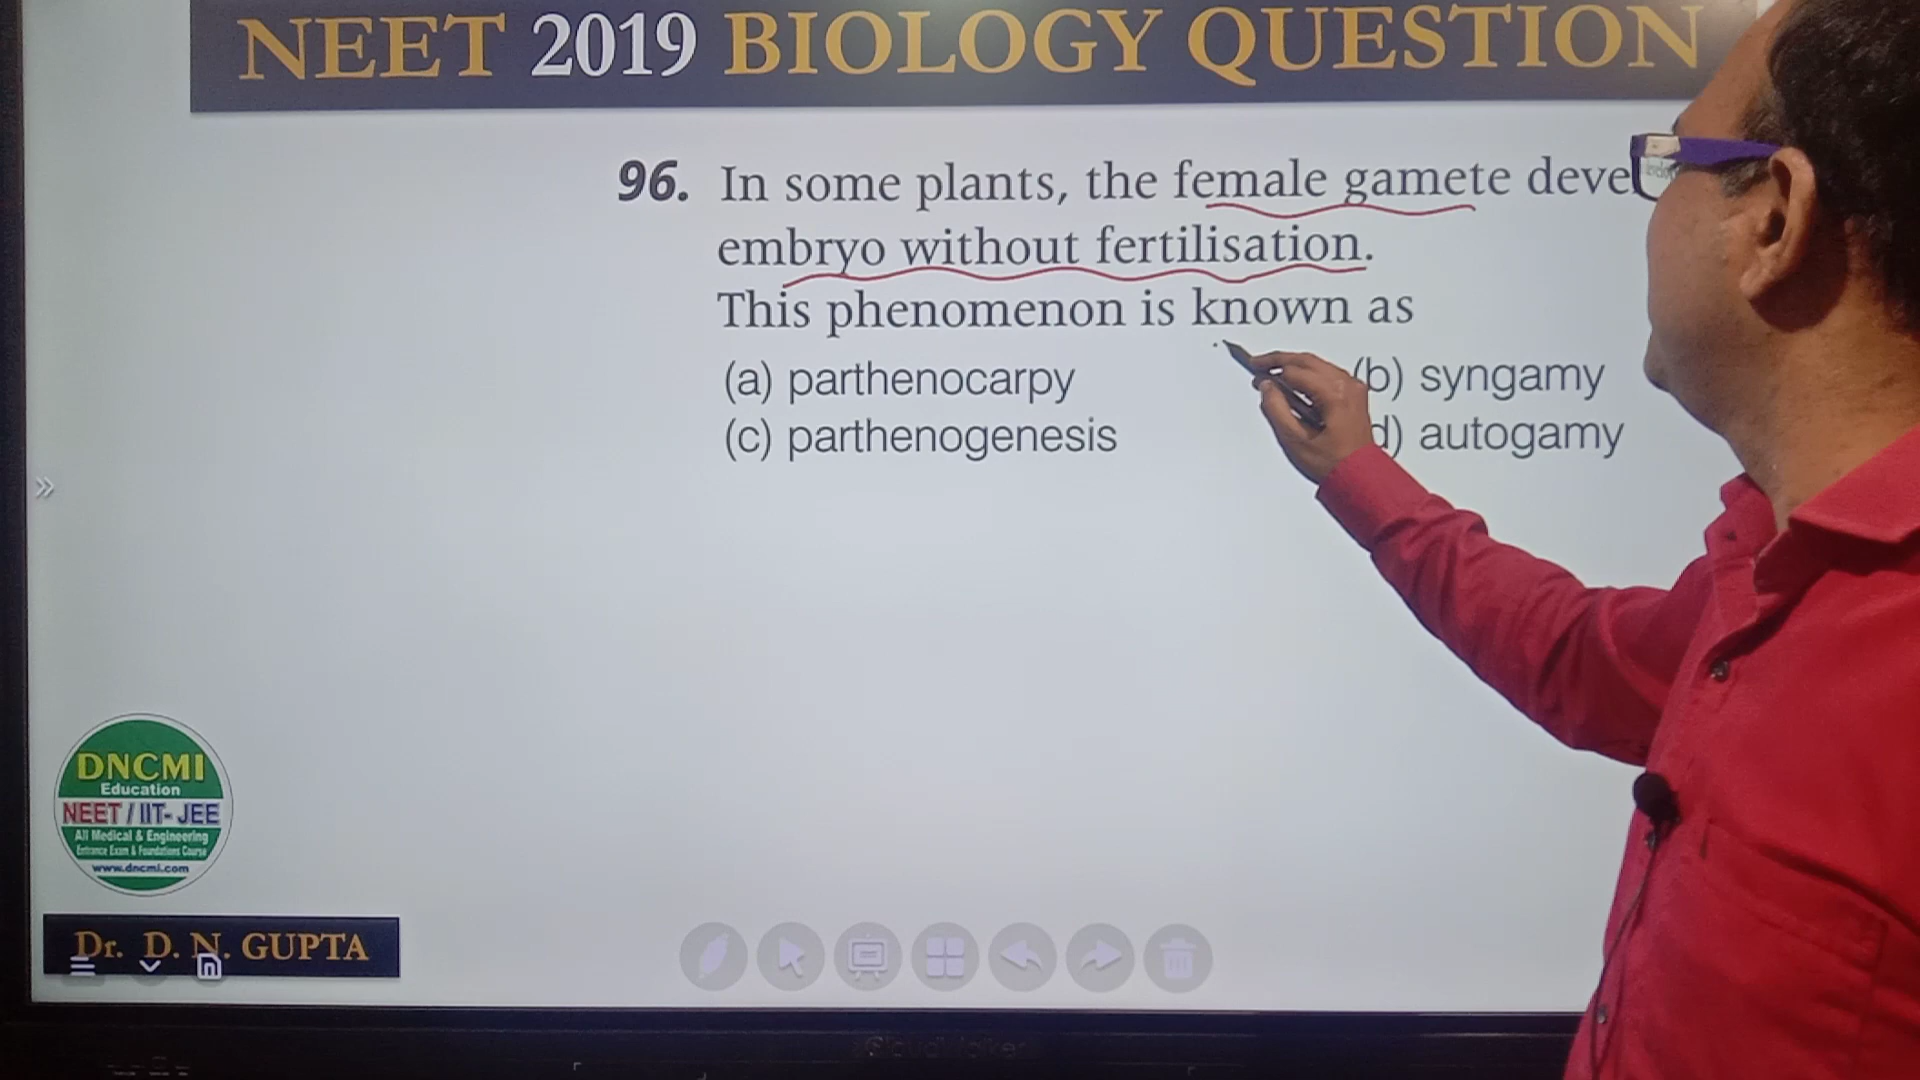 NEET 2019 BIOLOGY QUESTION
96. In some plants, the female gamete
embryo without fertilisation.
This phenomenon is known as
(a) parthenocarpy (b) syngamy
(c) parthenogenesis d) autogamy
DNCMI
Education
NEET / IIT- JEE
All Medical & Engineering
Entrance Exam & Foundations Course
www.dncmi.com
Dr. D. N. GUPTA